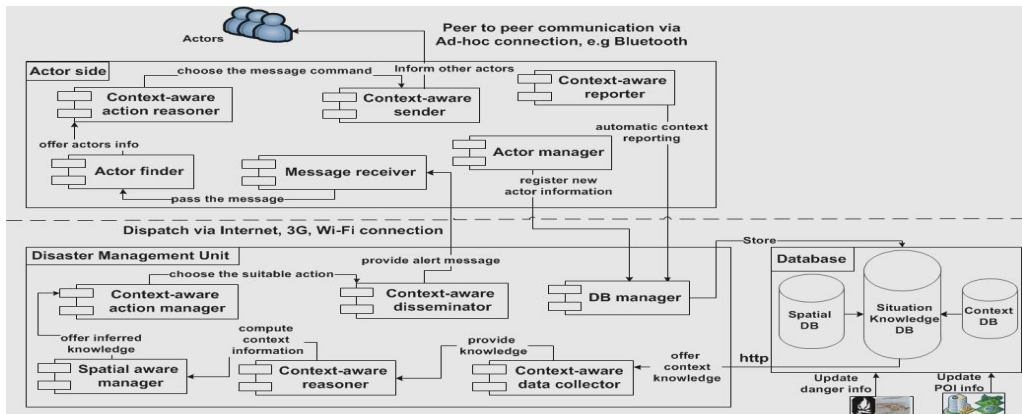 Actors
Peer to peer communication via
Ad-hoc connection, e.g Bluetooth
Actor side
choose the message command
Inform other actors
Context-aware
action reasoner
Context-aware
sender
Context-aware
reporter
automatic context
reporting
offer actors info
Actor finder
Message receiver
Actor manager
register new
actor information
pass the message
Dispatch via Internet, 3G, Wi-Fi connection
Disaster Management Unit
provide alert message
choose the suitable action
Context-aware
action manager
Context-aware
disseminator
DB manager
Store
Database
Spatial
DB
Situation
Knowledge
DB
Context
DB
offer inferred
knowledge
compute
context
information
provide
knowledge
offer
context
knowledge
http
Spatial aware
manager
Context-aware
reasoner
Context-aware
data collector
Update
danger info
Update
POI info